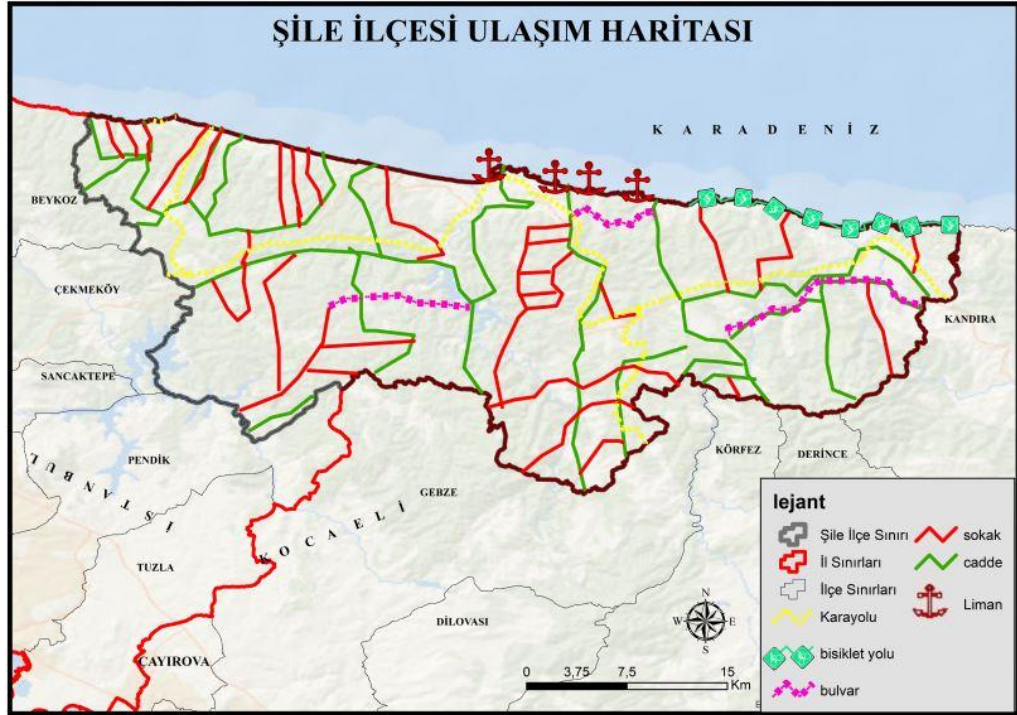 ŞİLE İLÇESİ ULAŞIM HARİTASI
K A R A D E N İ Z
BEYKOZ
ÇEKMEKÖY
KANDIRA
SANCAKTEPE
PENDİK
KÖRFEZ
DERİNCE
İSTANBUL
GEBZE
KOCAELİ
TUZLA
DİLOVASI
ÇAYIROVA
N
W E
S
0 3,75 7,5 15
Km
lejant
Şile İlçe Sınırı
sokak
İl Sınırları
cadde
İlçe Sınırları
Liman
Karayolu
bisiklet yolu
bulvar